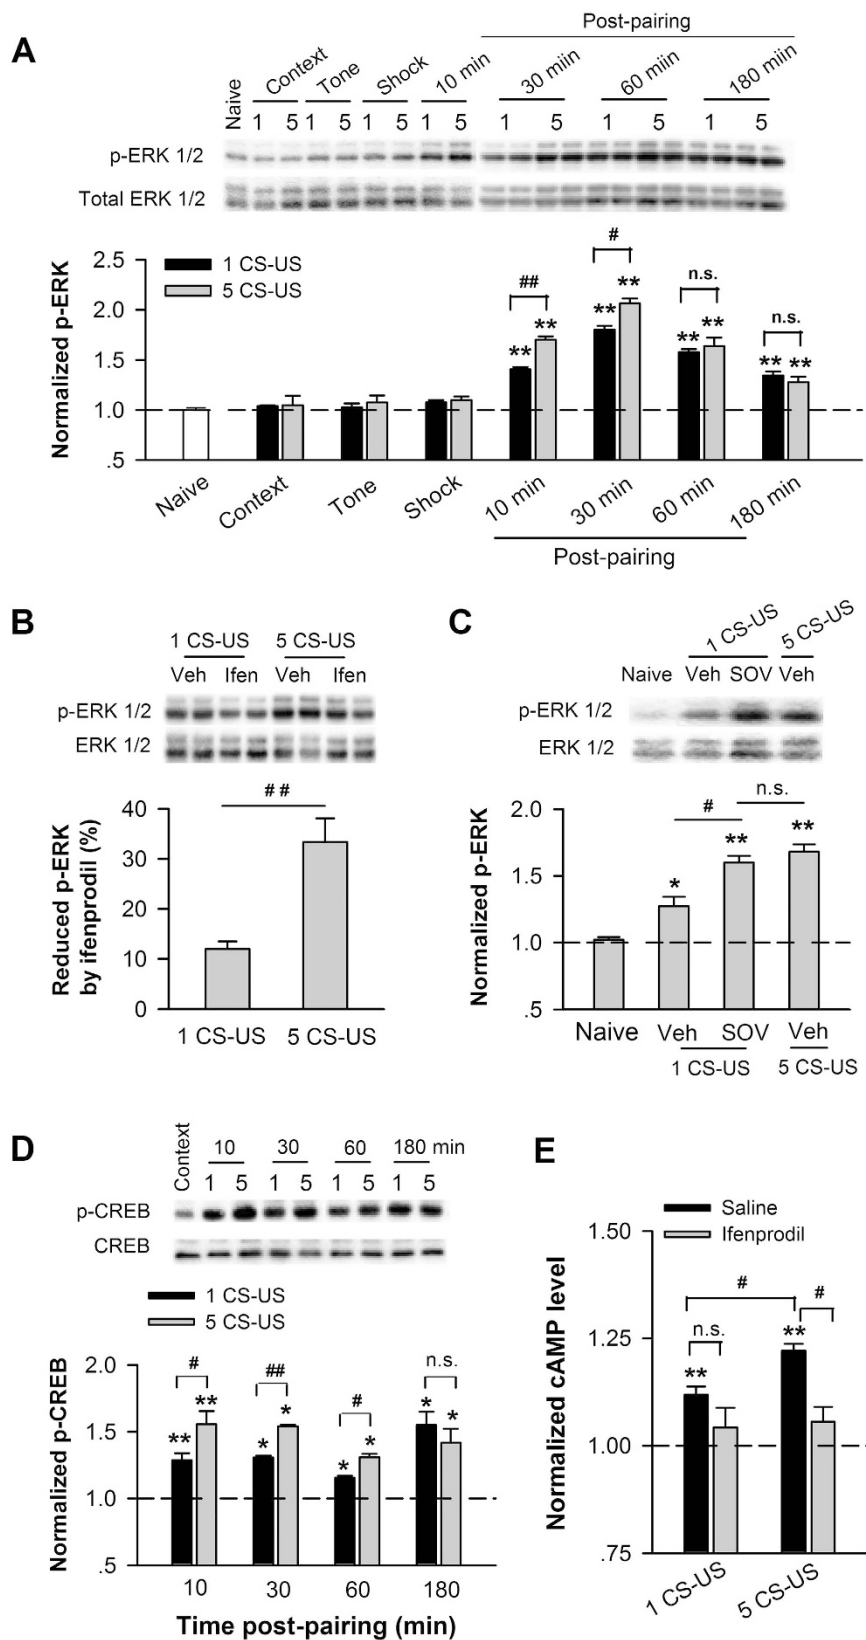 A
Post-pairing
Naive Context Tone Shock 10 min 30 miin 60 miin 180 miin
1 5 1 5 1 5 1 5 1 5 1 5 1 5
p-ERK 1/2
Total ERK 1/2
Normalized p-ERK
2.5
2.0
1.5
1.0
.5
1 CS-US
5 CS-US
## # n.s. n.s.
** ** ** ** ** ** ** **
Naive Context Tone Shock 10 min 30 min 60 min 180 min
Post-pairing
B
1 CS-US 5 CS-US
Veh Ifen Veh Ifen
p-ERK 1/2
ERK 1/2
Reduced p-ERK
by ifenprodil (%)
40
30
20
10
0
# #
1 CS-US 5 CS-US
C
1 CS-US 5 CS-US
Naive Veh SOV Veh
p-ERK 1/2
ERK 1/2
Normalized p-ERK
2.0
1.5
1.0
.5
# n.s.
* ** **
Naive Veh SOV Veh
1 CS-US 5 CS-US
D
Context 10 30 60 180 min
1 5 1 5 1 5 1 5
p-CREB
CREB
1 CS-US
5 CS-US
Normalized p-CREB
2.0
1.5
1.0
.5
# ## # n.s.
** ** * * * * * *
10 30 60 180
Time post-pairing (min)
E
Saline
Ifenprodil
Normalized cAMP level
1.50
1.25
1.00
.75
# #
n.s.
** **
1 CS-US 5 CS-US